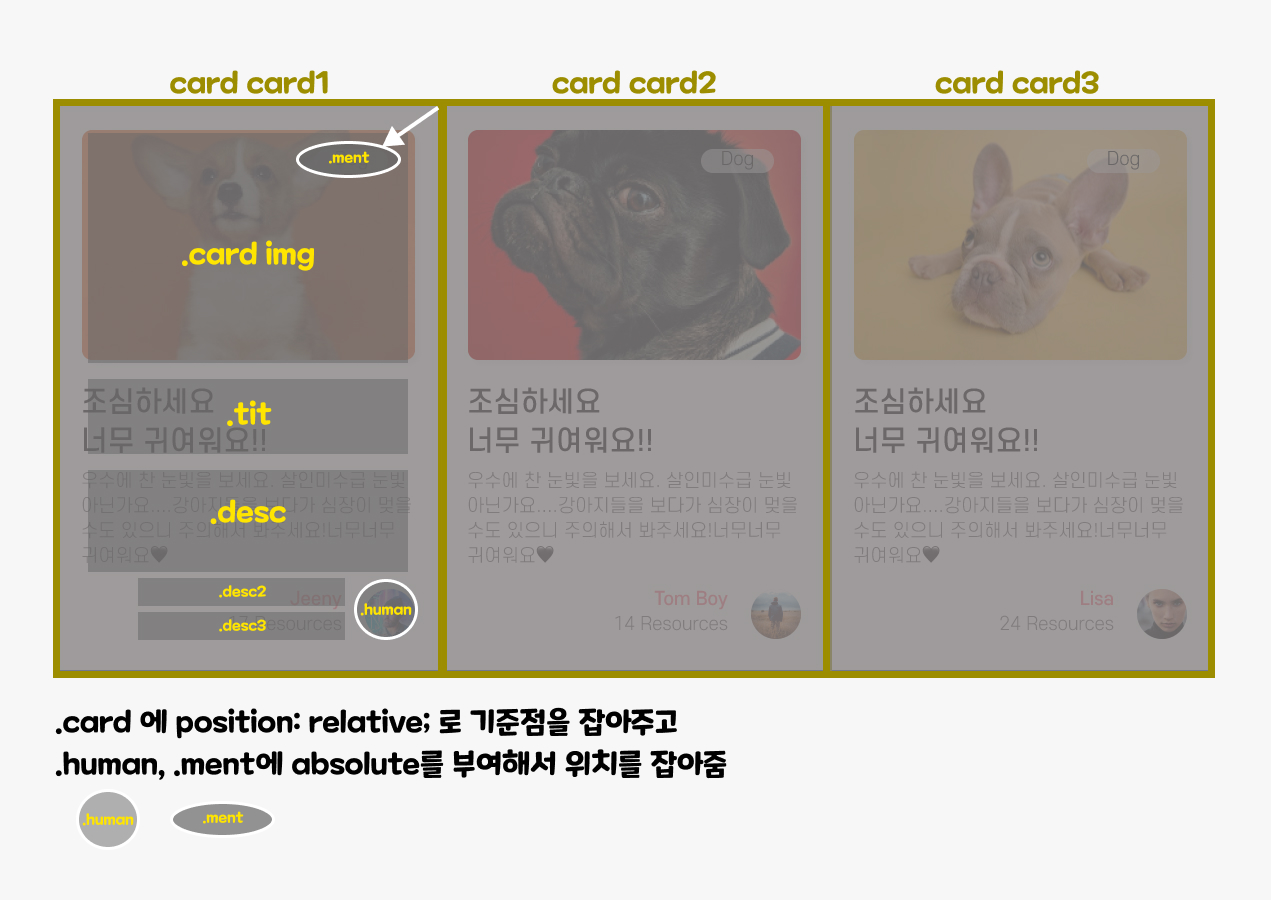 card card1
card card2
card card3
.ment
Dog
Dog
.card img
조심하세요
너무 귀여워요!!
.tit
조심하세요
너무 귀여워요!!
조심하세요
너무 귀여워요!!
우수에 찬 눈빛을 보세요. 살인미수급 눈빛
아닌가요....강아지들을 보다가 심장이 멎을
수도 있으니 주의해서 봐주세요!너무너무
귀여워요🖤
.desc
우수에 찬 눈빛을 보세요. 살인미수급 눈빛
아닌가요....강아지들을 보다가 심장이 멎을
수도 있으니 주의해서 봐주세요!너무너무
귀여워요🖤
우수에 찬 눈빛을 보세요. 살인미수급 눈빛
아닌가요....강아지들을 보다가 심장이 멎을
수도 있으니 주의해서 봐주세요!너무너무
귀여워요🖤
.desc2
Jeeny
.desc3
Resources
.human
Tom Boy
14 Resources
Lisa
24 Resources
.card 에 position: relative; 로 기준점을 잡아주고
.human, .ment에 absolute를 부여해서 위치를 잡아줌
.human
.ment